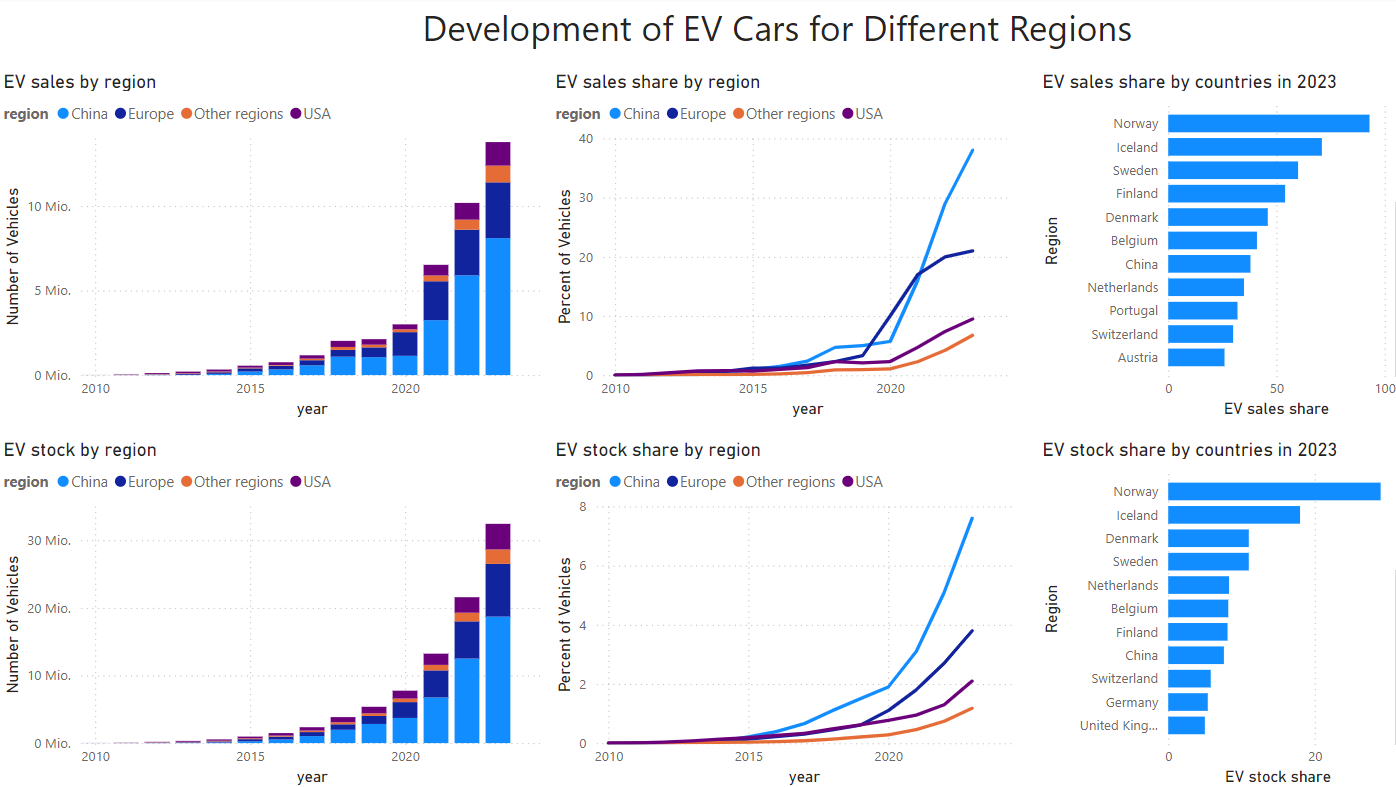 Development of EV Cars for Different Regions
EV sales by region
region China Europe Other regions USA
Number of Vehicles
10 Mio.
5 Mio.
0 Mio.
2010 2015 2020
year
EV sales share by region
region China Europe Other regions USA
Percent of Vehicles
40
30
20
10
0
2010 2015 2020
year
EV sales share by countries in 2023
Region
Norway
Iceland
Sweden
Finland
Denmark
Belgium
China
Netherlands
Portugal
Switzerland
Austria
0 50 100
EV sales share
EV stock by region
region China Europe Other regions USA
Number of Vehicles
30 Mio.
20 Mio.
10 Mio.
0 Mio.
2010 2015 2020
year
EV stock share by region
region China Europe Other regions USA
Percent of Vehicles
8
6
4
2
0
2010 2015 2020
year
EV stock share by countries in 2023
Region
Norway
Iceland
Denmark
Sweden
Netherlands
Belgium
Finland
China
Switzerland
Germany
United King...
0 20
EV stock share